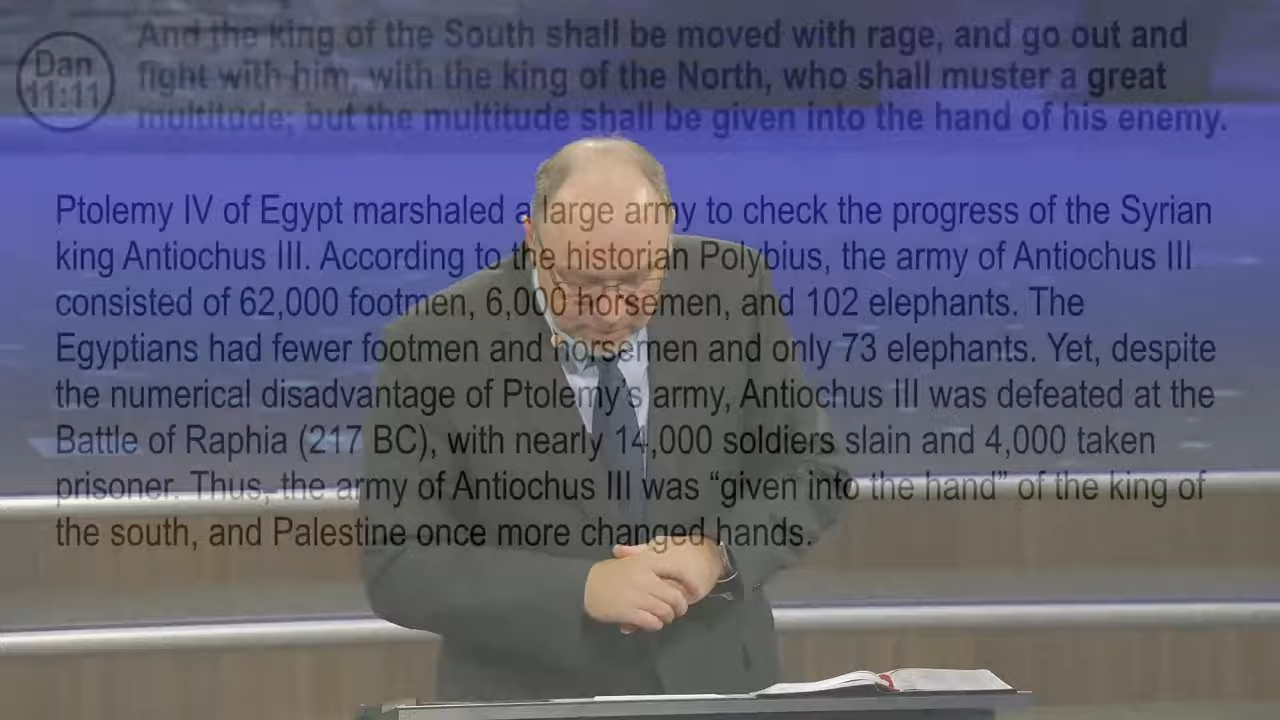 Dan
11:11
And the king of the South shall be moved with rage, and go out and
fight with him, with the king of the North, who shall muster a great
multitude; but the multitude shall be given into the hand of his enemy.
Ptolemy IV of Egypt marshaled a large army to check the progress of the Syrian
king Antiochus III. According to the historian Polybius, the army of Antiochus III
consisted of 62,000 footmen, 6,000 horsemen, and 102 elephants. The
Egyptians had fewer footmen and horsemen and only 73 elephants. Yet, despite
the numerical disadvantage of Ptolemy's army, Antiochus III was defeated at the
Battle of Raphia (217 BC), with nearly 14,000 soldiers slain and 4,000 taken
prisoner. Thus, the army of Antiochus III was “given into the hand” of the king of
the south, and Palestine once more changed hands.